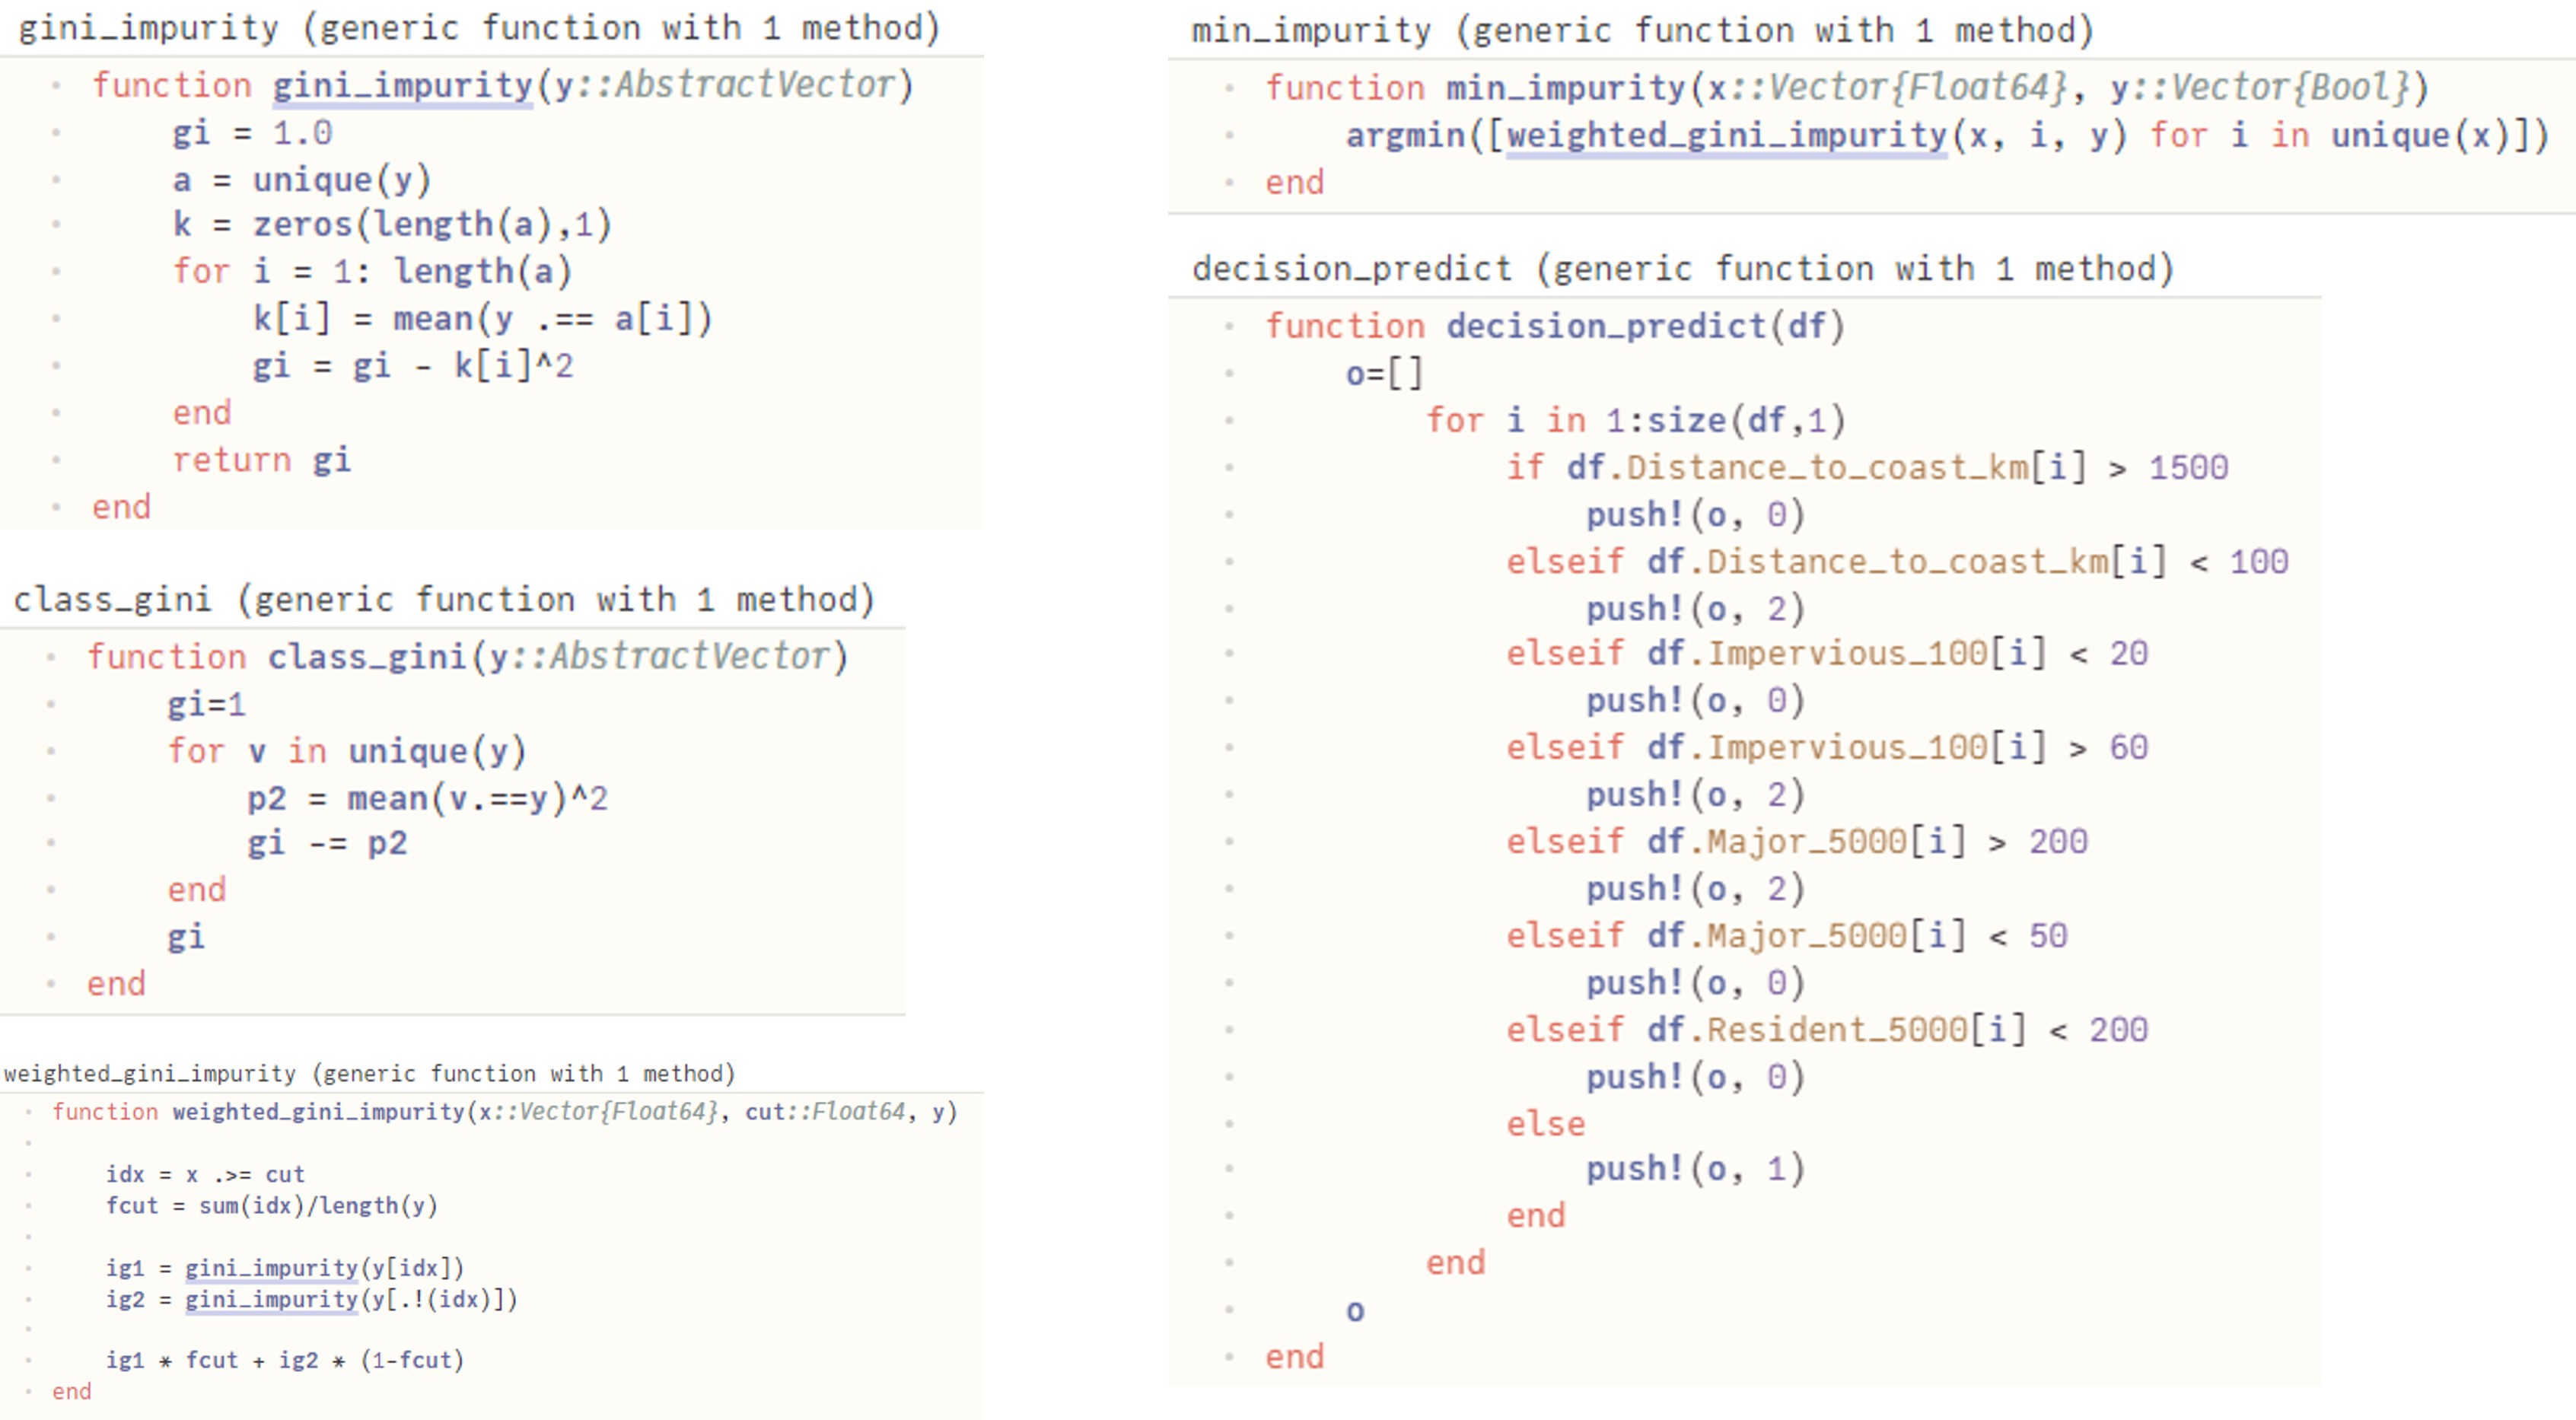 gini_impurity (generic function with 1 method)
function gini_impurity(y::AbstractVector)
    gi = 1.0
    a = unique(y)
    k = zeros(length(a),1)
    for i = 1: length(a)
        k[i] = mean(y .== a[i])
        gi = gi - k[i]^2
    end
    return gi
end
class_gini (generic function with 1 method)
function class_gini(y::AbstractVector)
    gi=1
    for v in unique(y)
        p2 = mean(v.==y)^2
        gi -= p2
    end
    gi
end
weighted_gini_impurity (generic function with 1 method)
function weighted_gini_impurity(x::Vector{Float64}, cut::Float64, y)
    idx = x .>= cut
    fcut = sum(idx)/length(y)
    ig1 = gini_impurity(y[idx])
    ig2 = gini_impurity(y[.!(idx)])
    ig1 * fcut + ig2 * (1-fcut)
end
min_impurity (generic function with 1 method)
function min_impurity(x::Vector{Float64}, y::Vector{Bool})
    argmin([weighted_gini_impurity(x, i, y) for i in unique(x)])
end
decision_predict (generic function with 1 method)
function decision_predict(df)
    o=[]
        for i in 1:size(df,1)
            if df.Distance_to_coast_km[i] > 1500
                push!(o, 0)
            elseif df.Distance_to_coast_km[i] < 100
                push!(o, 2)
            elseif df.Impervious_100[i] < 20
                push!(o, 0)
            elseif df.Impervious_100[i] > 60
                push!(o, 2)
            elseif df.Major_5000[i] > 200
                push!(o, 2)
            elseif df.Major_5000[i] < 50
                push!(o, 0)
            elseif df.Resident_5000[i] < 200
                push!(o, 0)
            else
                push!(o, 1)
            end
        end
    o
end